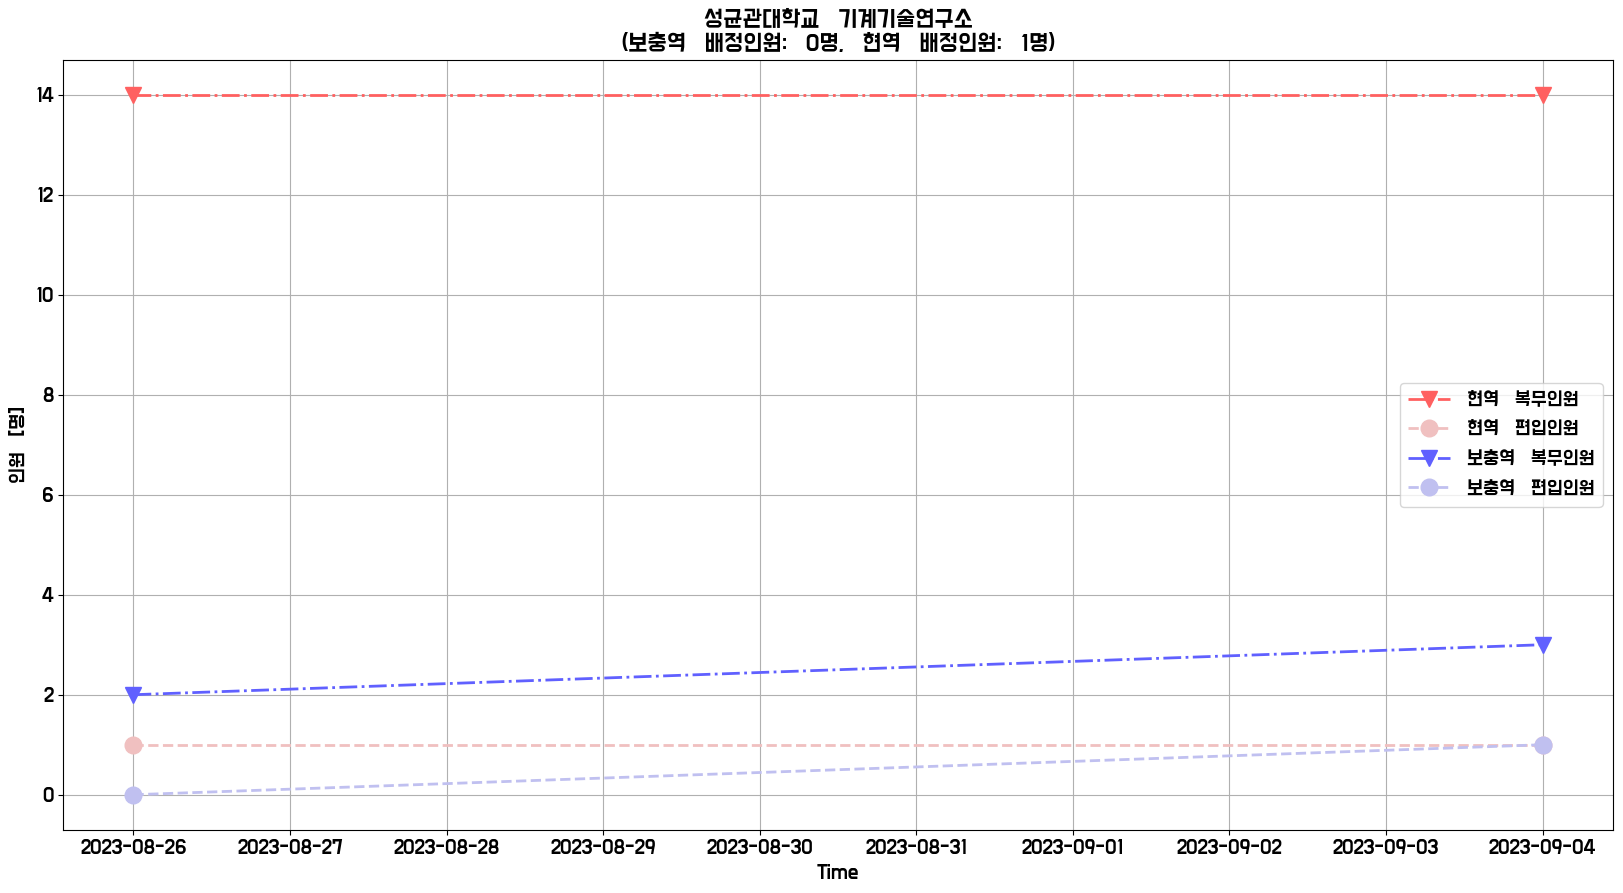 성균관대학교 기계기술연구소
(보충역 배정인원: 0명, 현역 배정인원: 1명)
14
12
10
8
6
4
2
0
인원 [명]
현역 복무인원
현역 편입인원
보충역 복무인원
보충역 편입인원
2023-08-26 2023-08-27 2023-08-28 2023-08-29 2023-08-30 2023-08-31 2023-09-01 2023-09-02 2023-09-03 2023-09-04
Time